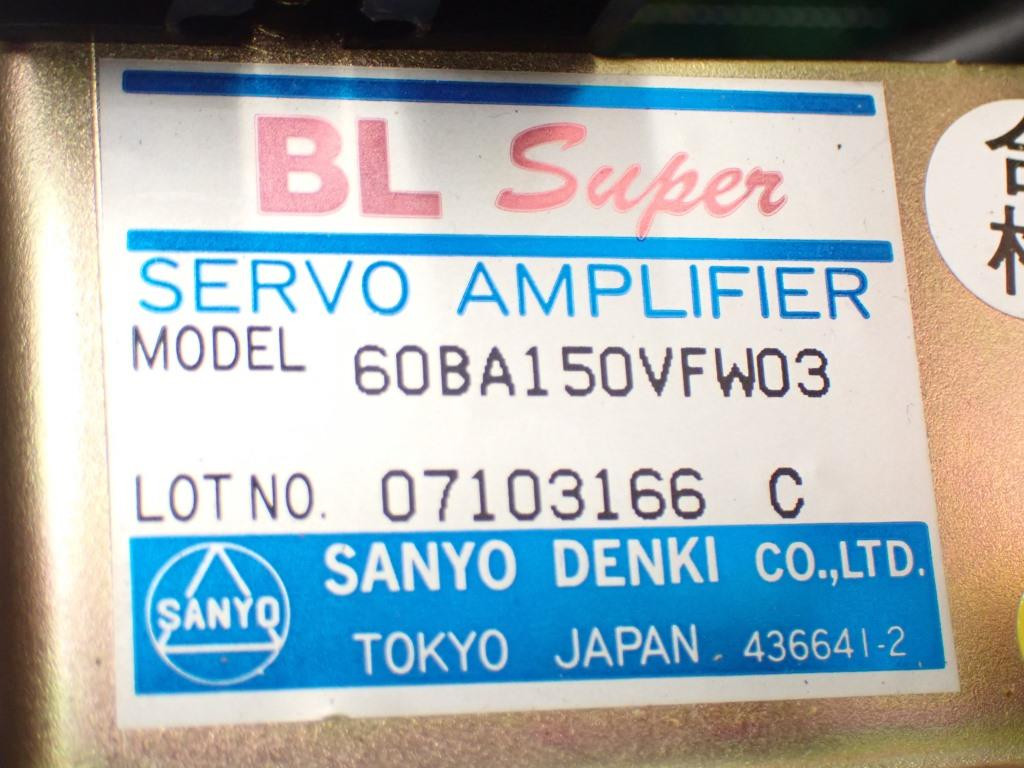 BL Super
SERVO AMPLIFIER
MODEL 60BA150VFW03
LOT NO. 07103166 C
SANYO
SANYO DENKI CO.,LTD.
TOKYO JAPAN 436641-2